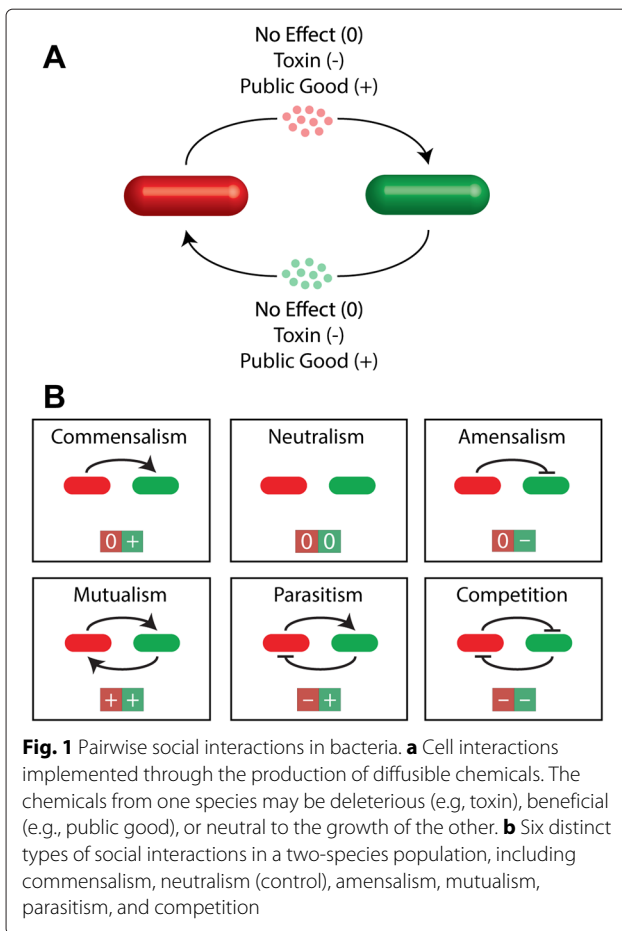 A
No Effect (0)
Toxin (-)
Public Good (+)
No Effect (0)
Toxin (-)
Public Good (+)
B
Commensalism
0 +
Neutralism
0 0
Amensalism
0 −
Mutualism
+ +
Parasitism
− +
Competition
− −
Fig. 1 Pairwise social interactions in bacteria. a Cell interactions
implemented through the production of diffusible chemicals. The
chemicals from one species may be deleterious (e.g, toxin), beneficial
(e.g., public good), or neutral to the growth of the other. b Six distinct
types of social interactions in a two-species population, including
commensalism, neutralism (control), amensalism, mutualism,
parasitism, and competition